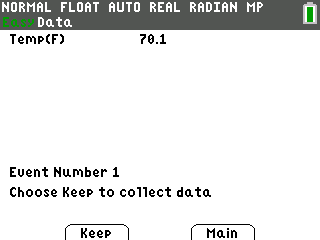 NORMAL FLOAT AUTO REAL RADIAN MP
EasyData
Temp(F) 70.1
Event Number 1
Choose Keep to collect data
Keep Main